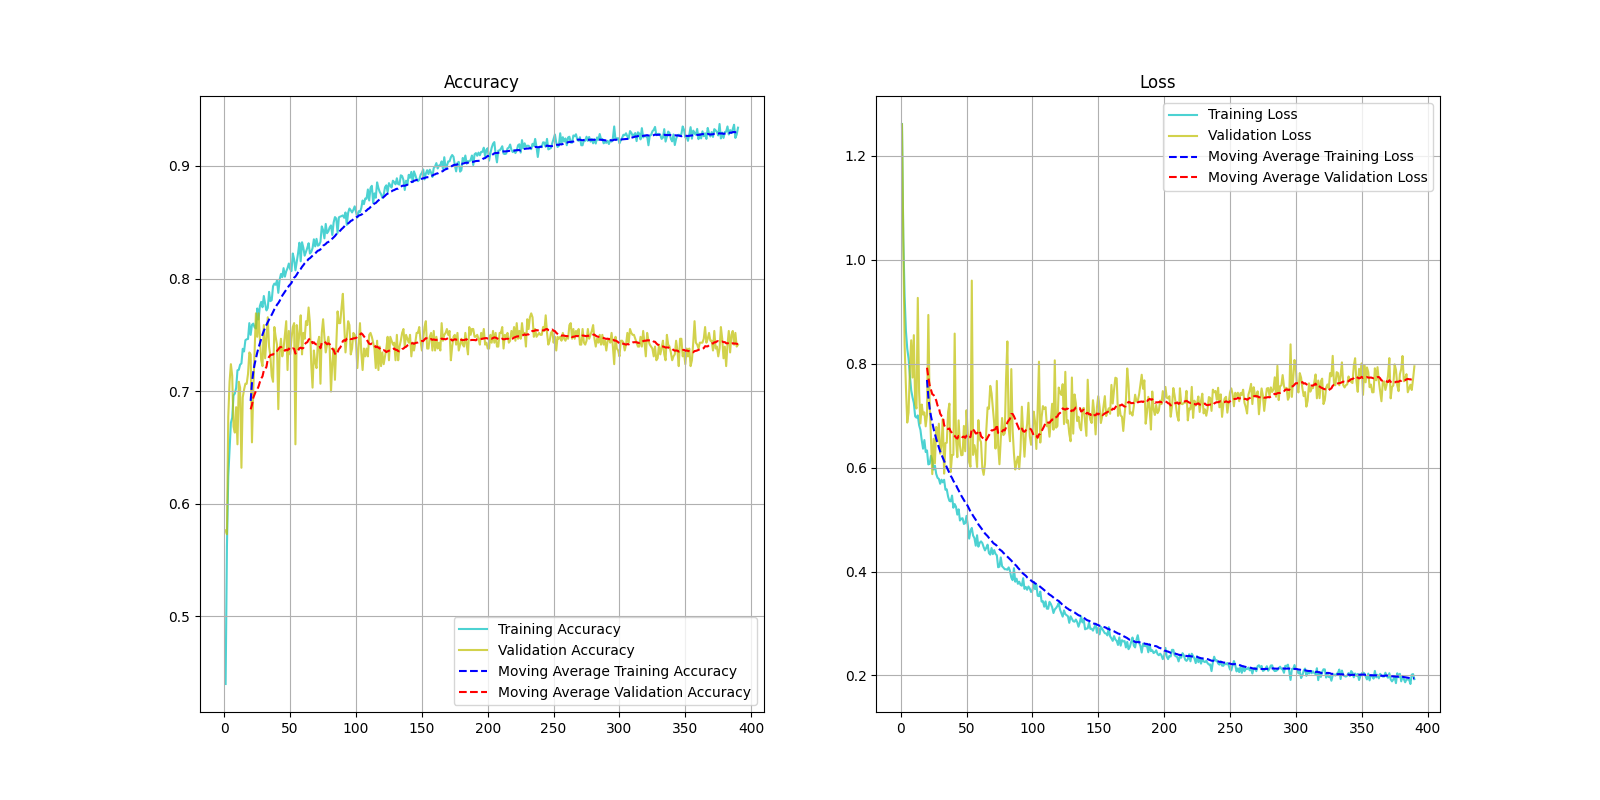 Accuracy
0.9
0.8
0.7
0.6
0.5
Training Accuracy
Validation Accuracy
Moving Average Training Accuracy
Moving Average Validation Accuracy
0 50 100 150 200 250 300 350 400
Loss
1.2
1.0
0.8
0.6
0.4
0.2
Training Loss
Validation Loss
Moving Average Training Loss
Moving Average Validation Loss
0 50 100 150 200 250 300 350 400